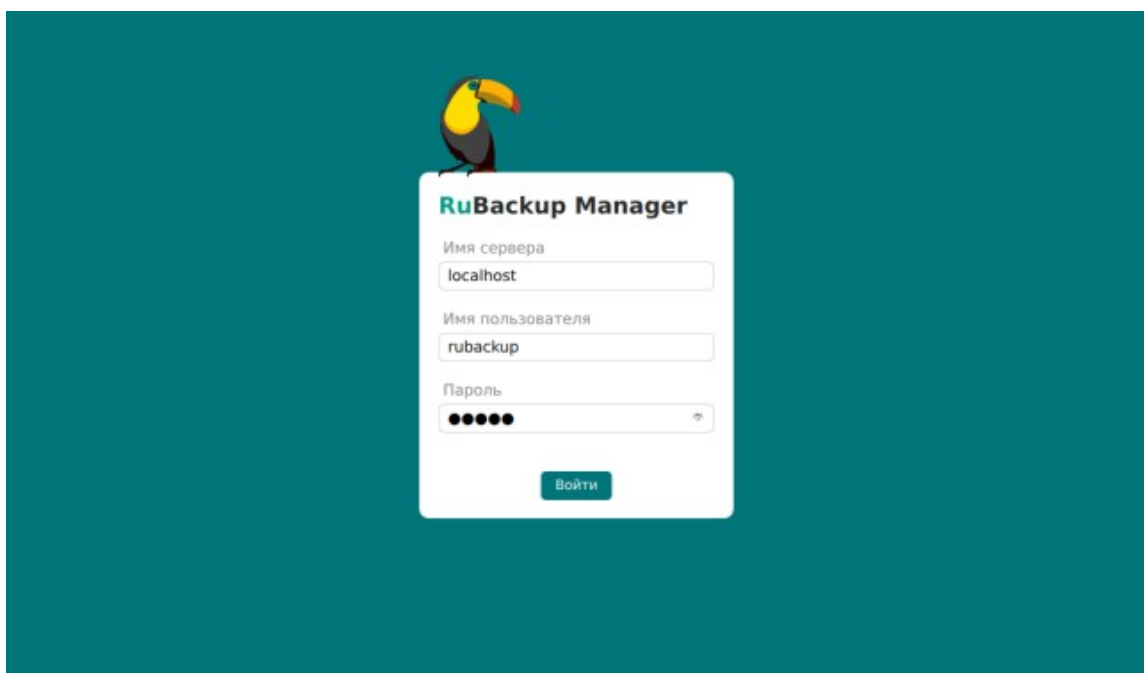 RuBackup Manager
Имя сервера
localhost
Имя пользователя
rubackup
Пароль
●●●●●
Войти